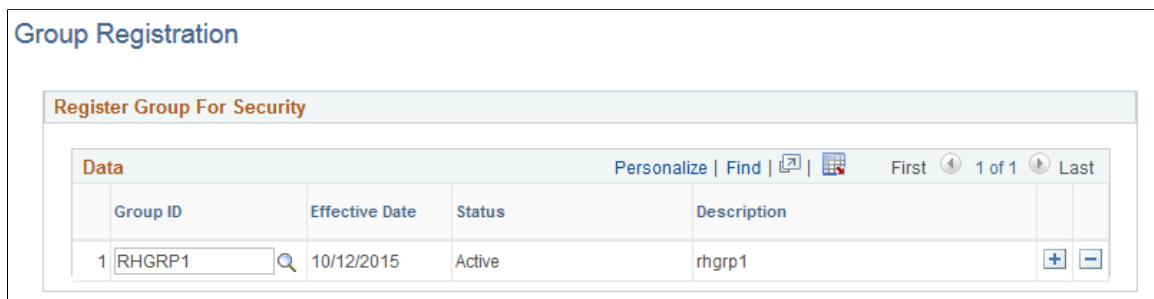 Group Registration
Register Group For Security
Data Personalize | Find | | First 1 of 1 Last
Group ID Effective Date Status Description
1 RHGRP1 10/12/2015 Active rhgrp1